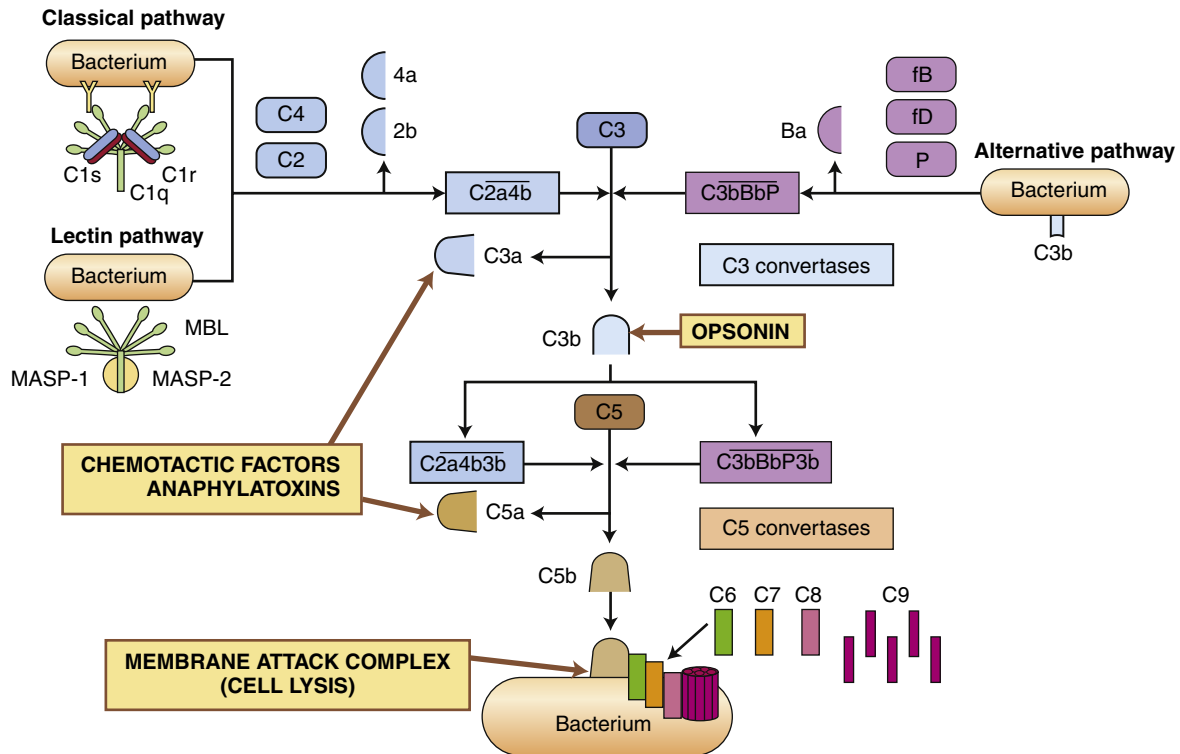 Classical pathway
Bacterium
C1s
C1r
C1q
Lectin pathway
Bacterium
MBL
MASP-1
MASP-2
C4
C2
4a
2b
C2a4b
C3
Ba
fB
fD
P
Alternative pathway
Bacterium
C3b
C3bBbP
C3a
C3 convertases
C3b
OPSONIN
C5
C2a4b3b
C3bBbP3b
CHEMOTACTIC FACTORS
ANAPHYLATOXINS
C5a
C5 convertases
C5b
C6
C7
C8
C9
MEMBRANE ATTACK COMPLEX
(CELL LYSIS)
Bacterium